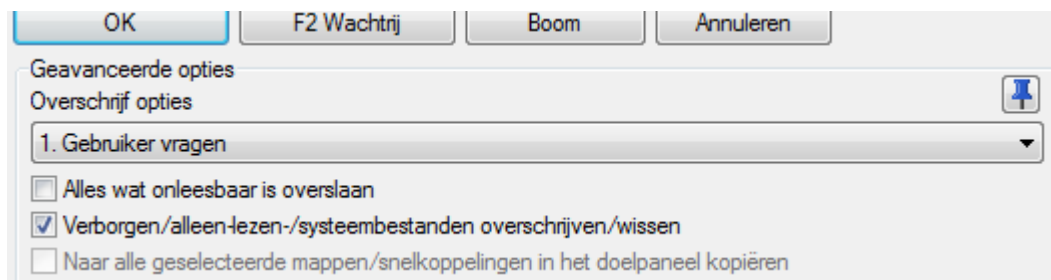 OK F2 Wachtrij Boom Annuleren
Geavanceerde opties
Overschrijf opties
1. Gebruiker vragen
Alles wat onleesbaar is overslaan
Verborgen/alleen-lezen-/systeembestanden overschrijven/wissen
Naar alle geselecteerde mappen/snelkoppelingen in het doelpaneel kopiëren